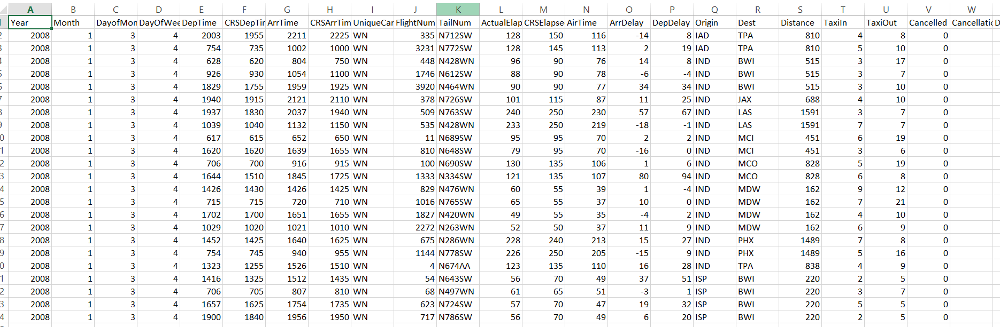 A B C D E F G H I J K L M N O P Q R S T U V W
Year Month DayofMon DayOfWee DepTime CRSDepTir ArrTime CRSArrTim UniqueCar FlightNum TailNum ActualElap CRSElapse AirTime ArrDelay DepDelay Origin Dest Distance TaxiIn TaxiOut Cancelled Cancellatic D
2 2008 1 3 4 2003 1955 2211 2225 WN 335 N712SW 128 150 116 -14 8 IAD TPA 810 4 8 0
3 2008 1 3 4 754 735 1002 1000 WN 3231 N772SW 128 145 113 2 19 IAD TPA 810 5 10 0
4 2008 1 3 4 628 620 804 750 WN 448 N428WN 96 90 76 14 8 IND BWI 515 3 17 0
5 2008 1 3 4 926 930 1054 1100 WN 1746 N612SW 88 90 78 -6 -4 IND BWI 515 3 7 0
6 2008 1 3 4 1829 1755 1959 1925 WN 3920 N464WN 90 90 77 34 34 IND BWI 515 3 10 0
7 2008 1 3 4 1940 1915 2121 2110 WN 378 N726SW 101 115 87 11 25 IND JAX 688 4 10 0
8 2008 1 3 4 1937 1830 2037 1940 WN 509 N763SW 240 250 230 57 67 IND LAS 1591 3 7 0
9 2008 1 3 4 1039 1040 1132 1150 WN 535 N428WN 233 250 219 -18 -1 IND LAS 1591 7 7 0
0 2008 1 3 4 617 615 652 650 WN 11 N689SW 95 95 70 2 2 IND MCI 451 6 19 0
1 2008 1 3 4 1620 1620 1639 1655 WN 810 N648SW 79 95 70 -16 0 IND MCI 451 3 6 0
2 2008 1 3 4 706 700 916 915 WN 100 N690SW 130 135 106 1 6 IND MCO 828 5 19 0
3 2008 1 3 4 1644 1510 1845 1725 WN 1333 N334SW 121 135 107 80 94 IND MCO 828 6 8 0
4 2008 1 3 4 1426 1430 1426 1425 WN 829 N476WN 60 55 39 1 -4 IND MDW 162 9 12 0
5 2008 1 3 4 715 715 720 710 WN 1016 N765SW 65 55 37 10 0 IND MDW 162 7 21 0
6 2008 1 3 4 1702 1700 1651 1655 WN 1827 N420WN 49 55 35 -4 2 IND MDW 162 4 10 0
7 2008 1 3 4 1029 1020 1021 1010 WN 2272 N263WN 52 50 37 11 9 IND MDW 162 6 9 0
8 2008 1 3 4 1452 1425 1640 1625 WN 675 N286WN 228 240 213 15 27 IND PHX 1489 7 8 0
9 2008 1 3 4 754 745 940 955 WN 1144 N778SW 226 250 205 -15 9 IND PHX 1489 5 16 0
0 2008 1 3 4 1323 1255 1526 1510 WN 4 N674AA 123 135 110 16 28 IND TPA 838 4 9 0
1 2008 1 3 4 1416 1325 1512 1435 WN 54 N643SW 56 70 49 37 51 ISP BWI 220 2 5 0
2 2008 1 3 4 706 705 807 810 WN 68 N497WN 61 65 51 -3 1 ISP BWI 220 3 7 0
3 2008 1 3 4 1657 1625 1754 1735 WN 623 N724SW 57 70 47 19 32 ISP BWI 220 5 5 0
4 2008 1 3 4 1900 1840 1956 1950 WN 717 N786SW 56 70 49 6 20 ISP BWI 220 2 5 0